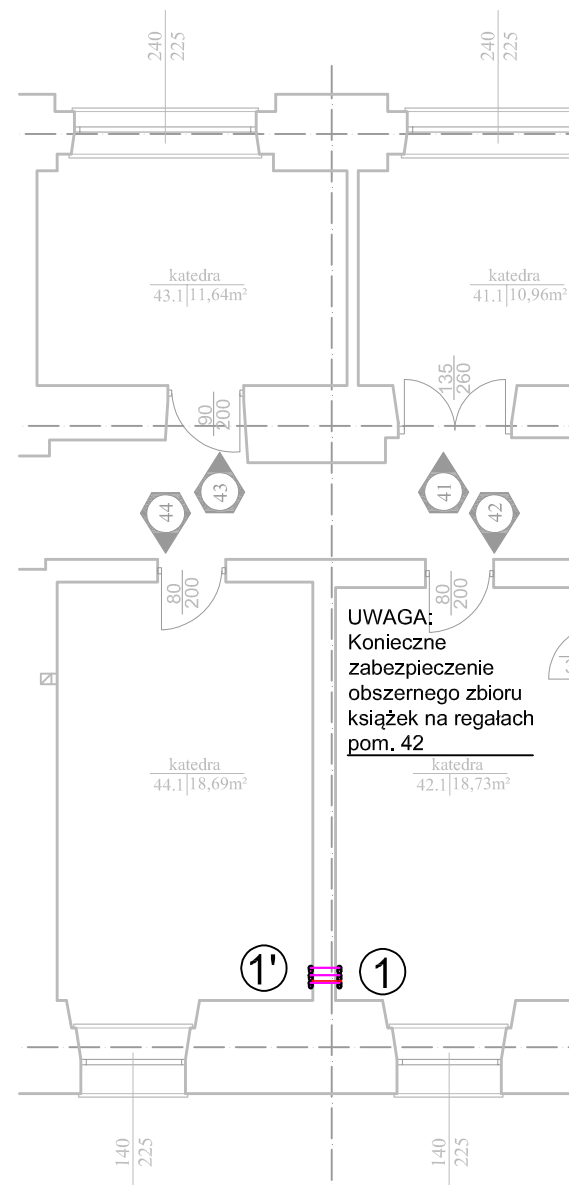 240
225
240
225
katedra
43.1 11,64m²
katedra
41.1 10,96m²
90
200
135
260
44
43
41
42
80
200
80
200
UWAGA:
Konieczne
zabezpieczenie
obszernego zbioru
książek na regałach
pom. 42
3
katedra
44.1 18,69m²
katedra
42.1 18,73m²
1'
1
140
225
140
225